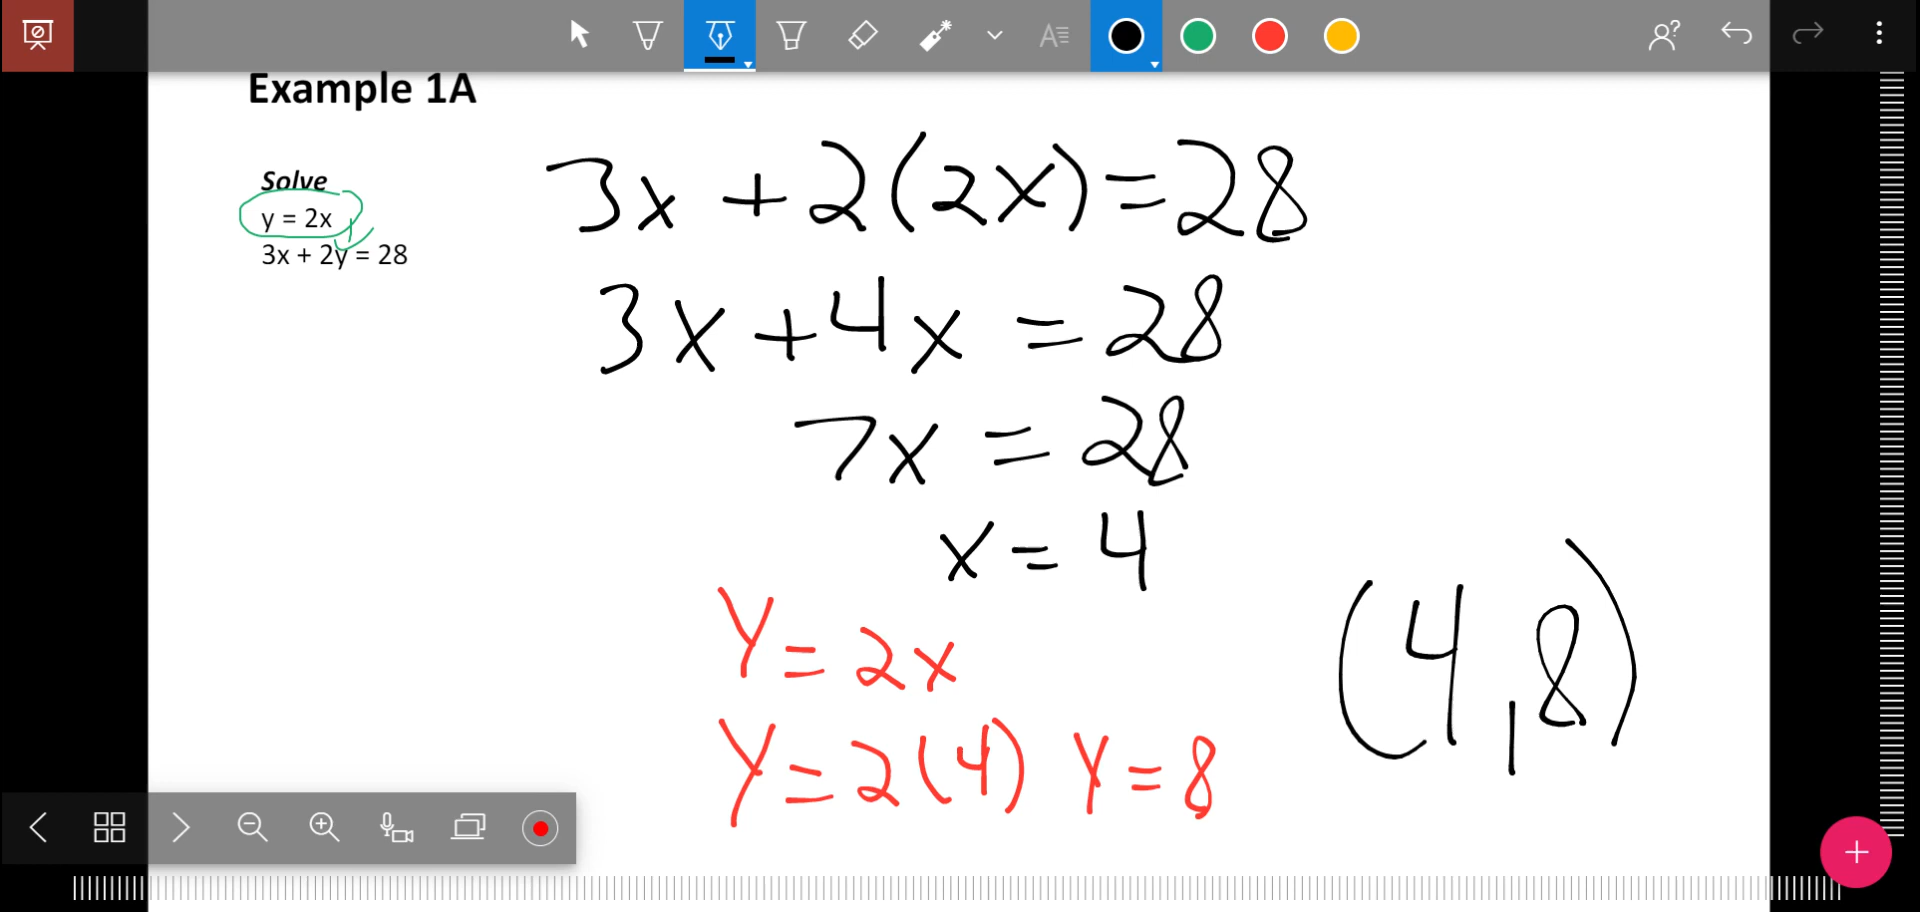 Example 1A
Solve
y = 2x
3x + 2y = 28
3x + 2(2x) = 28
3x + 4x = 28
7x = 28
x = 4
Y = 2x
Y = 2(4) Y = 8
(4,8)